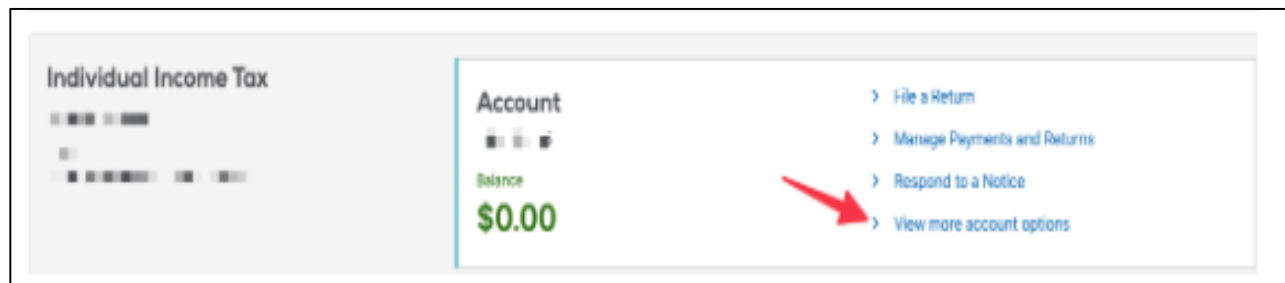 Individual Income Tax
Account
Balance
$0.00
File a Return
Manage Payments and Returns
Respond to a Notice
View more account options